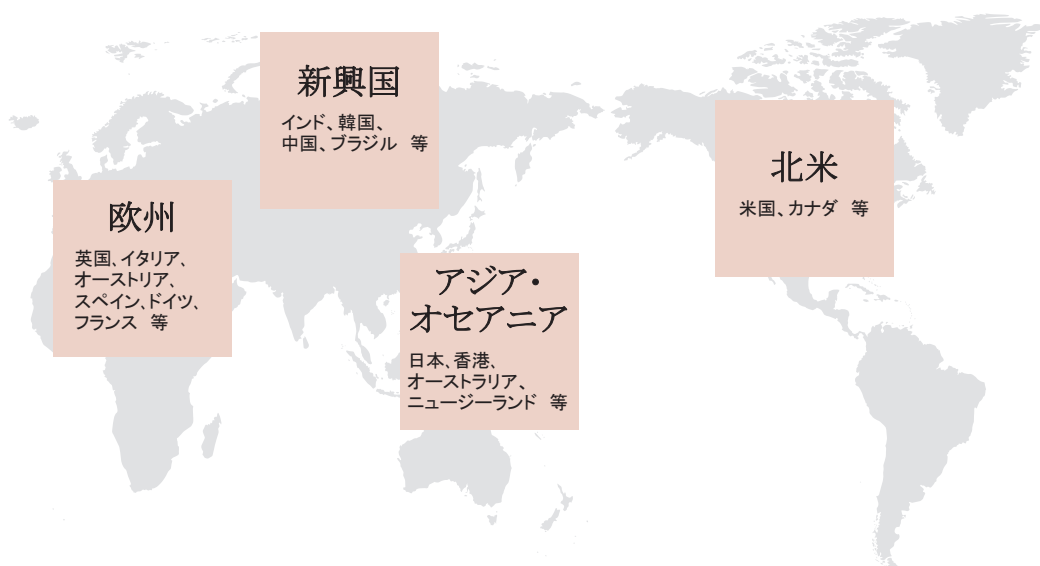 新興国
インド、韓国、
中国、ブラジル　等
北米
米国、カナダ　等
欧州
英国、イタリア、
オーストリア、
スペイン、ドイツ、
フランス　等
アジア・
オセアニア
日本、香港、
オーストラリア、
ニュージーランド　等